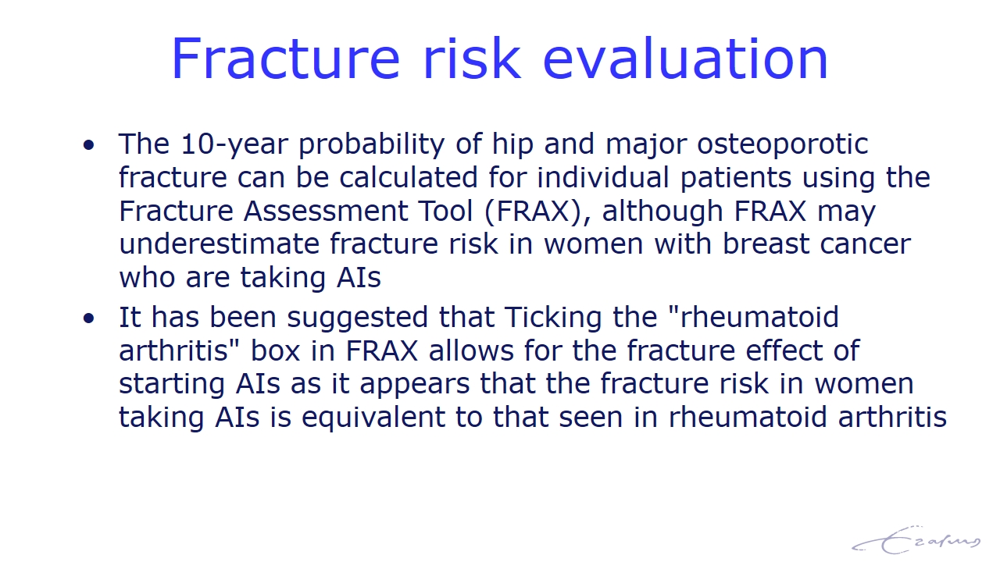 Fracture risk evaluation
• The 10-year probability of hip and major osteoporotic
fracture can be calculated for individual patients using the
Fracture Assessment Tool (FRAX), although FRAX may
underestimate fracture risk in women with breast cancer
who are taking AIs
• It has been suggested that Ticking the "rheumatoid
arthritis" box in FRAX allows for the fracture effect of
starting AIs as it appears that the fracture risk in women
taking AIs is equivalent to that seen in rheumatoid arthritis
Erasmus